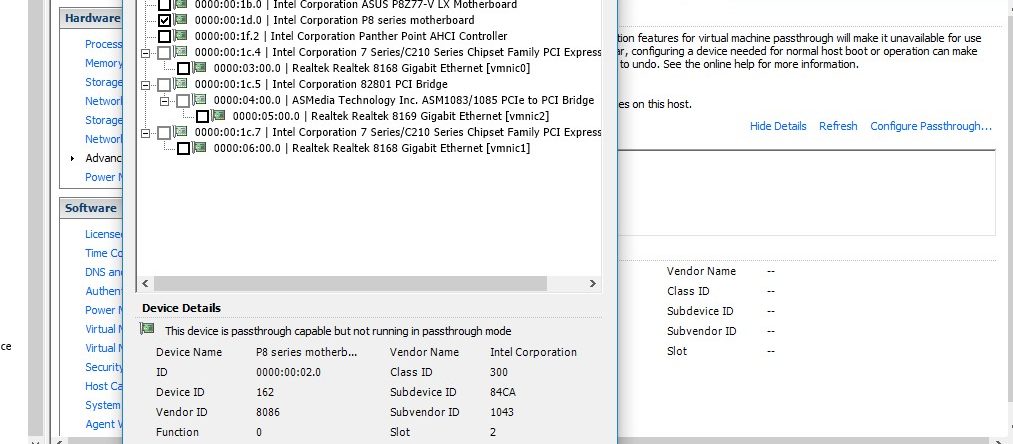 Hardware
Process
Memory
Storage
Network
Storage
Network
Advanc
Power M
Software
License
Time Co
DNS and
Authent
Power M
Virtual M
Virtual M
Security
Host Ca
System
Agent V
ce
0000:00:1b.0 | Intel Corporation ASUS P8Z77-V LX Motherboard
0000:00:1d.0 | Intel Corporation P8 series motherboard
0000:00:1f.2 | Intel Corporation Panther Point AHCI Controller
0000:00:1c.4 | Intel Corporation 7 Series/C210 Series Chipset Family PCI Express
0000:03:00.0 | Realtek Realtek 8168 Gigabit Ethernet [vmnic0]
0000:00:1c.5 | Intel Corporation 82801 PCI Bridge
0000:04:00.0 | ASMedia Technology Inc. ASM1083/1085 PCIe to PCI Bridge
0000:05:00.0 | Realtek Realtek 8169 Gigabit Ethernet [vmnic2]
0000:00:1c.7 | Intel Corporation 7 Series/C210 Series Chipset Family PCI Express
0000:06:00.0 | Realtek Realtek 8168 Gigabit Ethernet [vmnic1]
Device Details
This device is passthrough capable but not running in passthrough mode
Device Name P8 series motherb... Vendor Name Intel Corporation
ID 0000:00:02.0 Class ID 300
Device ID 162 Subdevice ID 84CA
Vendor ID 8086 Subvendor ID 1043
Function 0 Slot 2
tion features for virtual machine passthrough will make it unavailable for use
ar, configuring a device needed for normal host boot or operation can make
to undo. See the online help for more information.
es on this host.
Hide Details Refresh Configure Passthrough...
Vendor Name --
Class ID --
Subdevice ID --
Subvendor ID --
Slot --